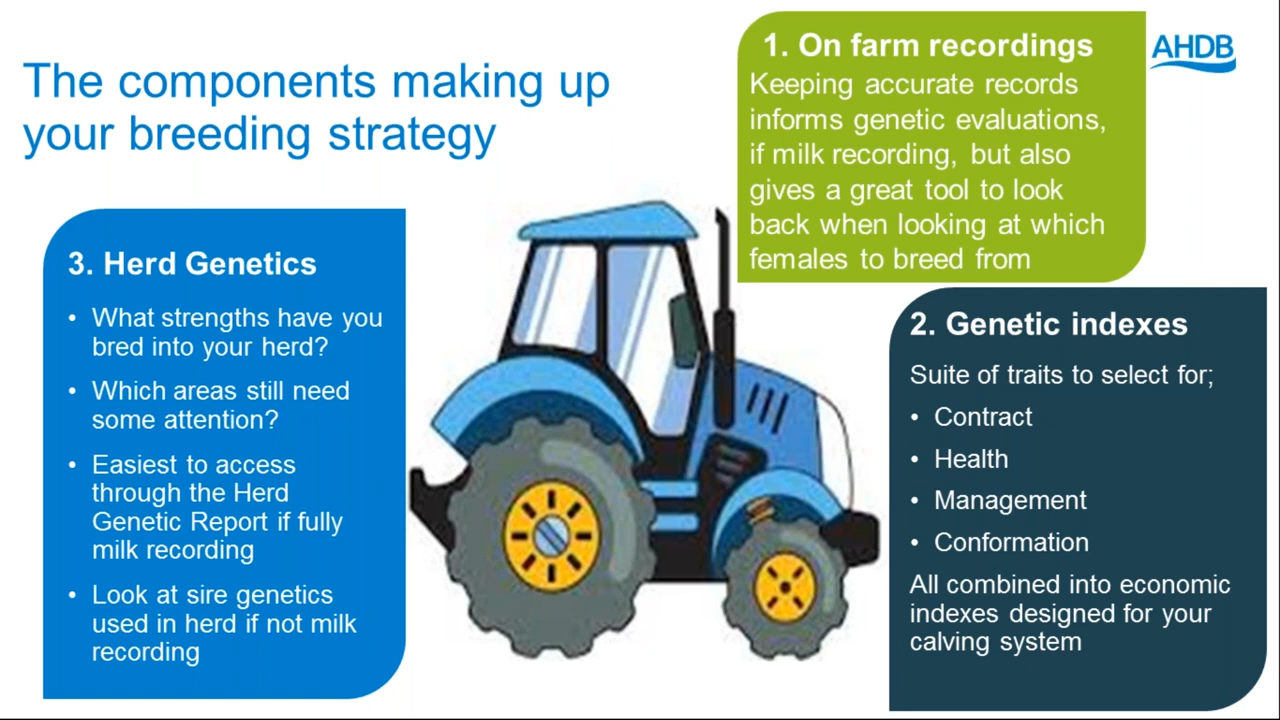 The components making up
your breeding strategy
1. On farm recordings
Keeping accurate records
informs genetic evaluations,
if milk recording, but also
gives a great tool to look
back when looking at which
females to breed from
AHDB
2. Genetic indexes
Suite of traits to select for;
• Contract
• Health
• Management
• Conformation
All combined into economic
indexes designed for your
calving system
3. Herd Genetics
• What strengths have you
bred into your herd?
• Which areas still need
some attention?
• Easiest to access
through the Herd
Genetic Report if fully
milk recording
• Look at sire genetics
used in herd if not milk
recording